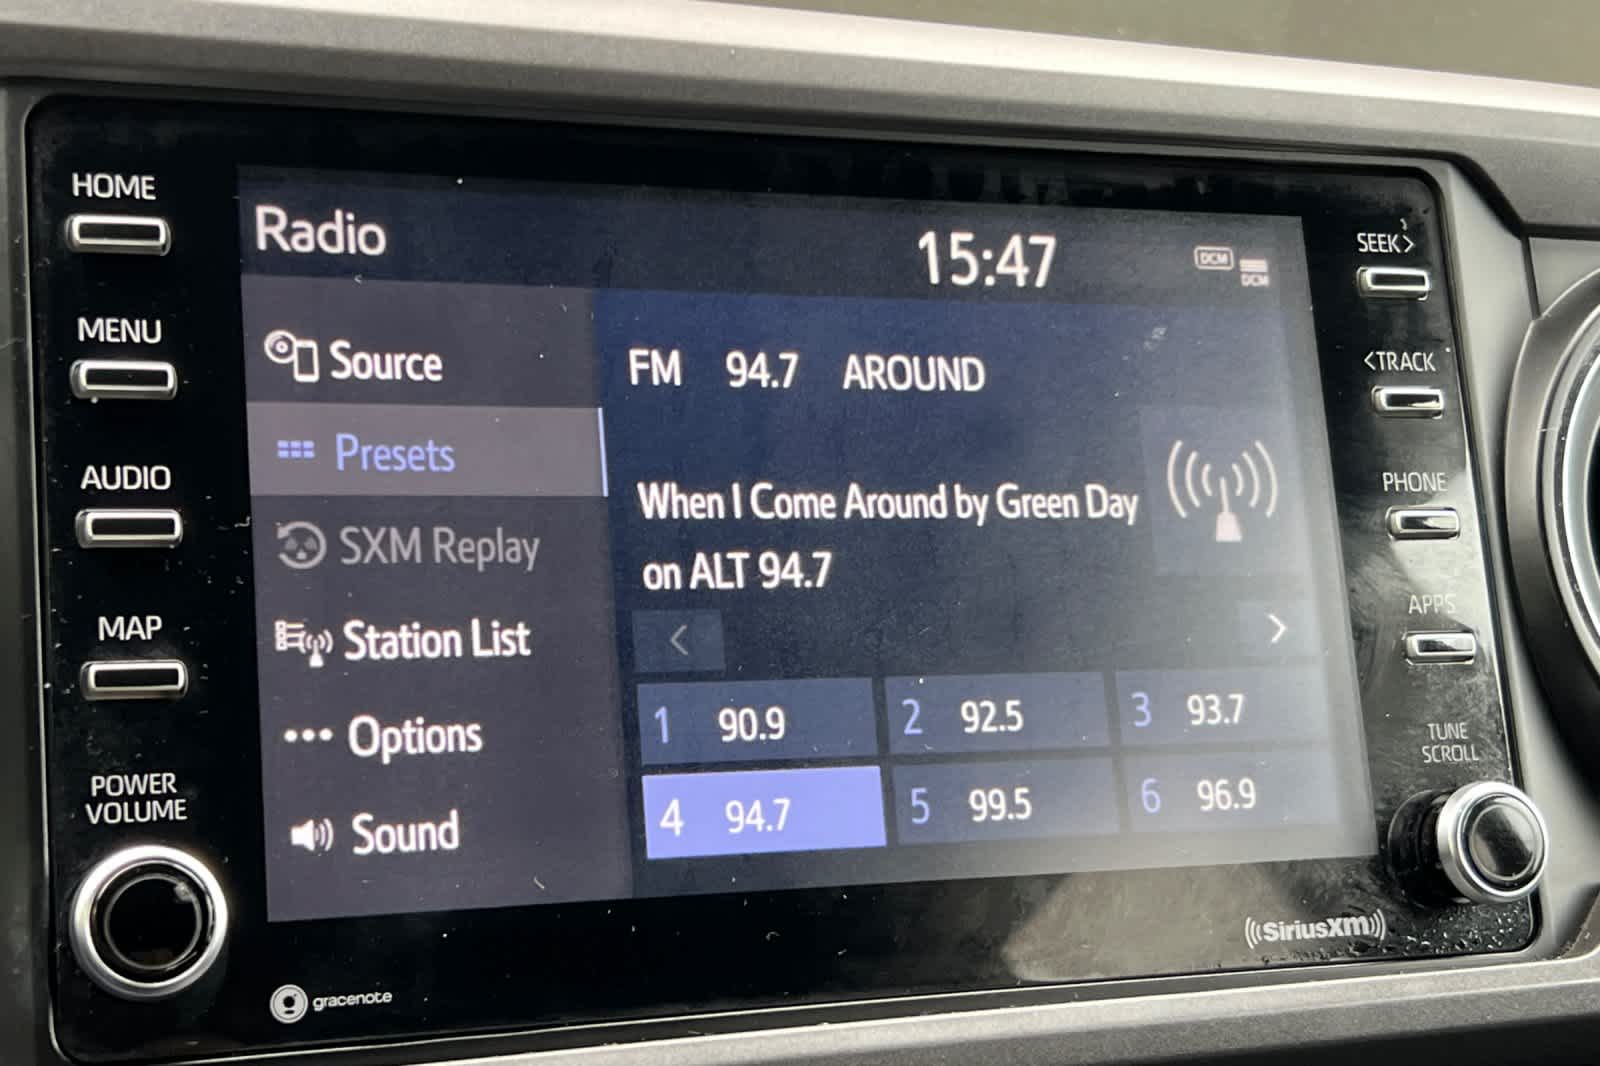 HOME
MENU
AUDIO
MAP
POWER
VOLUME
Radio
15:47
DCM
DCM
Source
Presets
SXM Replay
Station List
Options
Sound
FM 94.7 AROUND
When I Come Around by Green Day
on ALT 94.7
<
>
1 90.9
2 92.5
3 93.7
4 94.7
5 99.5
6 96.9
SEEK>
<TRACK
PHONE
APPS
TUNE
SCROLL
gracenote
((SiriusXM))